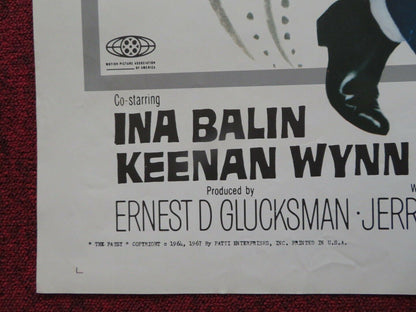 MOTION PICTURE ASSOCIATION
OF AMERICA
Co-starring
INA BALIN
KEENAN WYNN
Produced by
W
ERNEST D GLUCKSMAN · JERR
" THE PATSY " COPYRIGHT © 1964, 1967 BY PATTI ENTERPRISES, INC. PRINTED IN U.S.A.